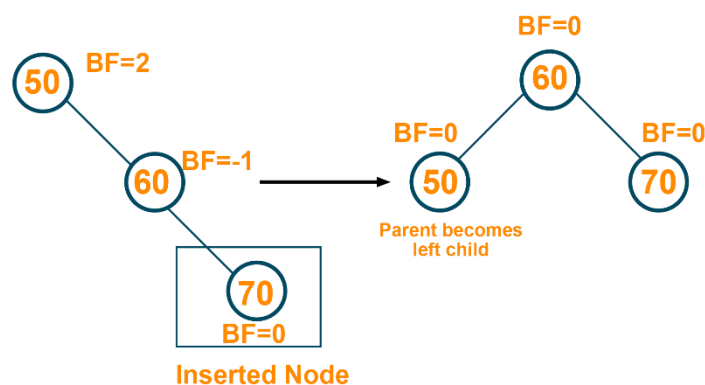 50
BF=2
60
BF=-1
70
BF=0
Inserted Node
BF=0
60
BF=0
50
BF=0
70
Parent becomes
left child